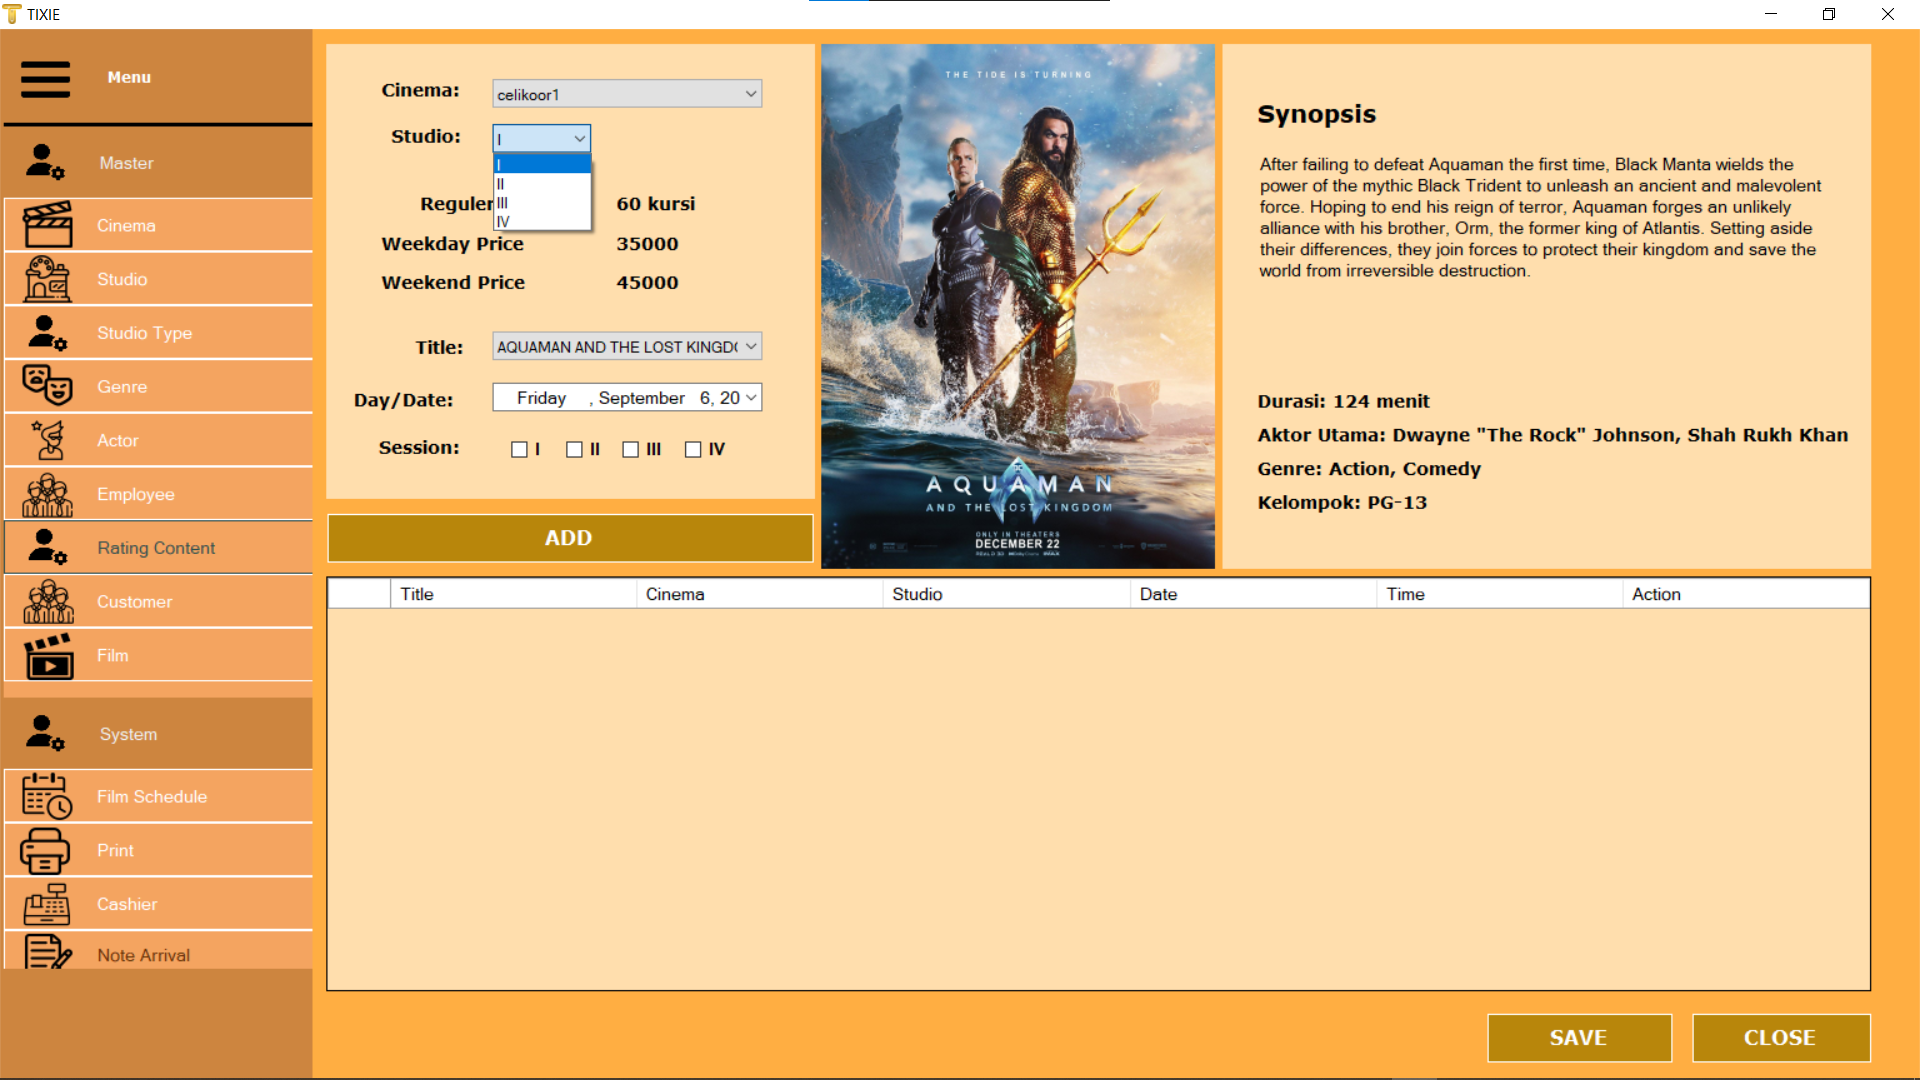 TIXIE
Menu
Master
Cinema
Studio
Studio Type
Genre
Actor
Employee
Rating Content
Customer
Film
System
Film Schedule
Print
Cashier
Note Arrival
Cinema:
celikoor1
Studio:
I
I
II
III
IV
Reguler
60 kursi
Weekday Price
35000
Weekend Price
45000
Title:
AQUAMAN AND THE LOST KINGD
Day/Date:
Friday , September 6, 20
Session:
I
II
III
IV
ADD
THE TIDE IS TURNING
DC
AQUAMAN
AND THE LOST KINGDOM
ONLY IN THEATERS
DECEMBER 22
Synopsis
After failing to defeat Aquaman the first time, Black Manta wields the
power of the mythic Black Trident to unleash an ancient and malevolent
force. Hoping to end his reign of terror, Aquaman forges an unlikely
alliance with his brother, Orm, the former king of Atlantis. Setting aside
their differences, they join forces to protect their kingdom and save the
world from irreversible destruction.
Durasi: 124 menit
Aktor Utama: Dwayne "The Rock" Johnson, Shah Rukh Khan
Genre: Action, Comedy
Kelompok: PG-13
Title Cinema Studio Date Time Action
SAVE
CLOSE